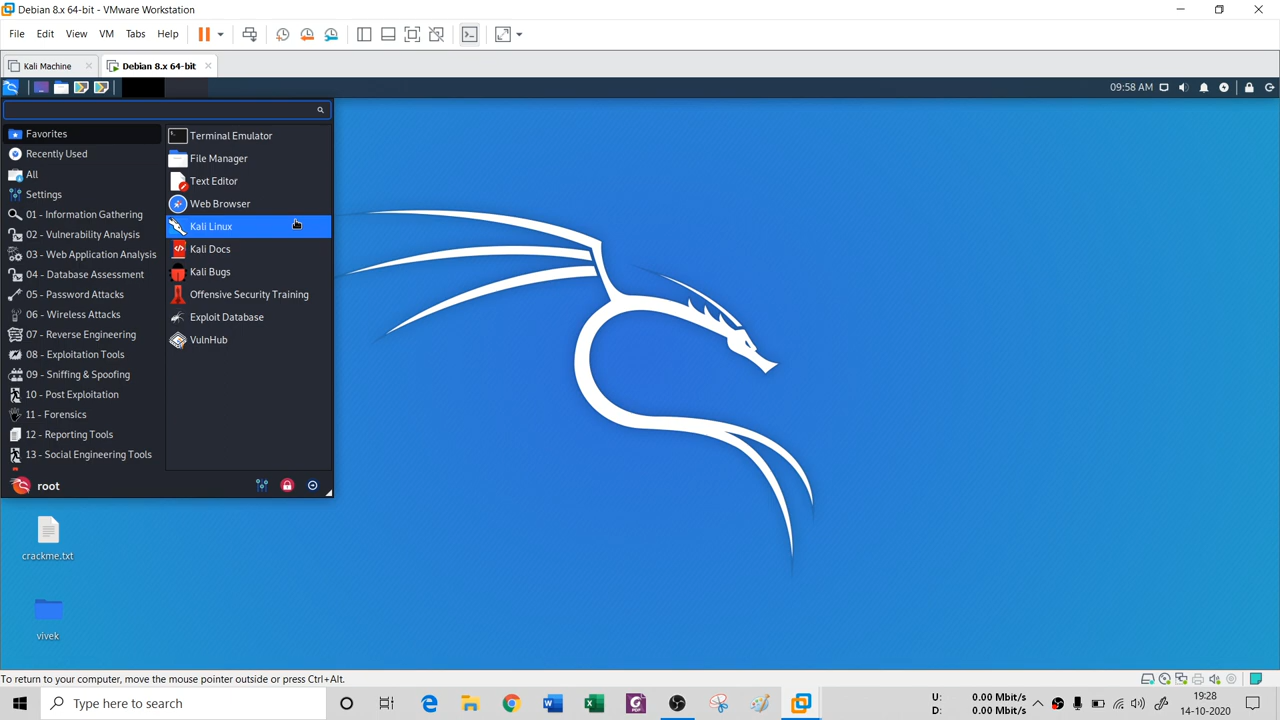 Debian 8.x 64-bit - VMware Workstation
File Edit View VM Tabs Help
Kali Machine Debian 8.x 64-bit
09:58 AM
Favorites
Recently Used
All
Settings
01 - Information Gathering
02 - Vulnerability Analysis
03 - Web Application Analysis
04 - Database Assessment
05 - Password Attacks
06 - Wireless Attacks
07 - Reverse Engineering
08 - Exploitation Tools
09 - Sniffing & Spoofing
10 - Post Exploitation
11 - Forensics
12 - Reporting Tools
13 - Social Engineering Tools
Terminal Emulator
File Manager
Text Editor
Web Browser
Kali Linux
Kali Docs
Kali Bugs
Offensive Security Training
Exploit Database
VulnHub
root
crackme.txt
vivek
To return to your computer, move the mouse pointer outside or press Ctrl+Alt.
Type here to search
U: 0.00 Mbit/s
D: 0.00 Mbit/s
19:28
14-10-2020